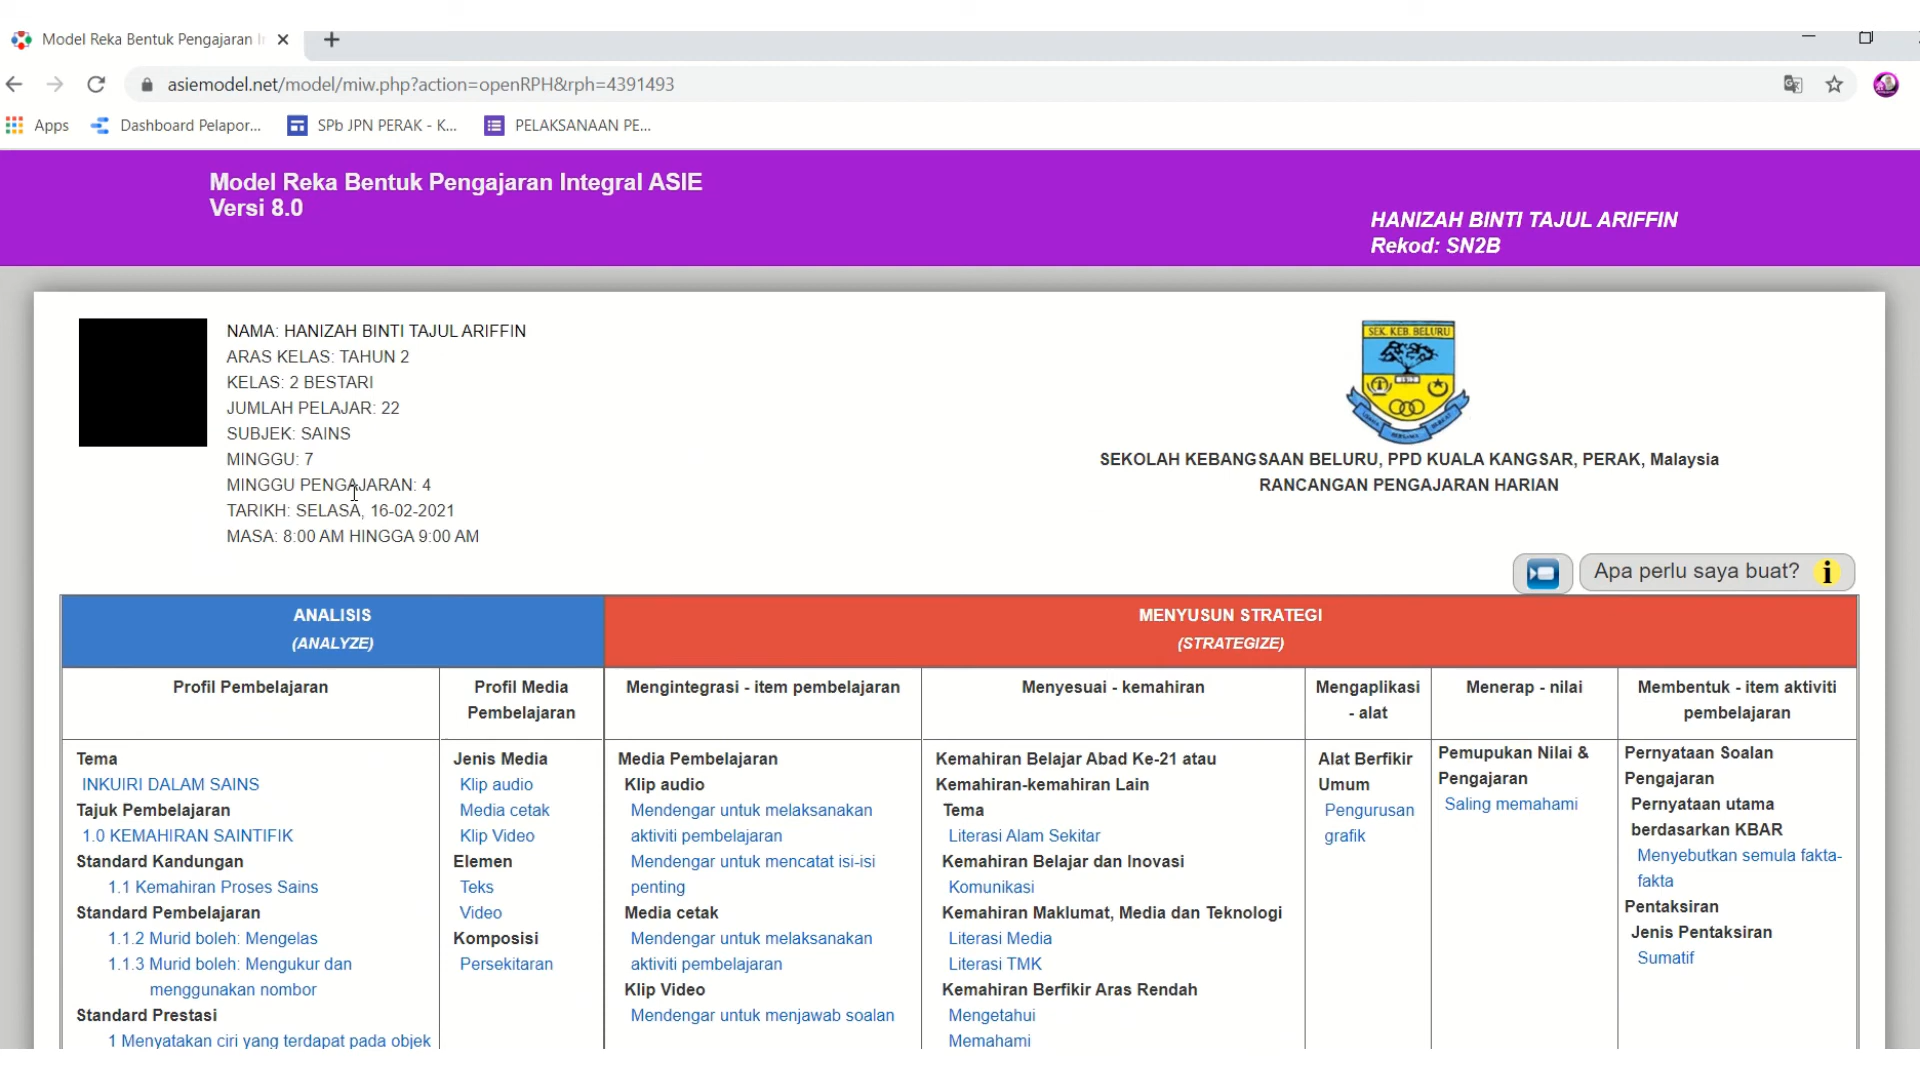 Model Reka Bentuk Pengajaran I
asiemodel.net/model/miw.php?action=openRPH&rph=4391493
Apps
Dashboard Pelapor...
SPb JPN PERAK - K...
PELAKSANAAN PE...
Model Reka Bentuk Pengajaran Integral ASIE
Versi 8.0
HANIZAH BINTI TAJUL ARIFFIN
Rekod: SN2B
NAMA: HANIZAH BINTI TAJUL ARIFFIN
ARAS KELAS: TAHUN 2
KELAS: 2 BESTARI
JUMLAH PELAJAR: 22
SUBJEK: SAINS
MINGGU: 7
MINGGU PENGAJARAN: 4
TARIKH: SELASA, 16-02-2021
MASA: 8:00 AM HINGGA 9:00 AM
SEK. KEB. BELURU
SEKOLAH KEBANGSAAN BELURU, PPD KUALA KANGSAR, PERAK, Malaysia
RANCANGAN PENGAJARAN HARIAN
Apa perlu saya buat? i
ANALISIS
(ANALYZE)
MENYUSUN STRATEGI
(STRATEGIZE)
Profil Pembelajaran
Profil Media
Pembelajaran
Mengintegrasi - item pembelajaran
Menyesuai - kemahiran
Mengaplikasi
- alat
Menerap - nilai
Membentuk - item aktiviti
pembelajaran
Tema
INKUIRI DALAM SAINS
Tajuk Pembelajaran
1.0 KEMAHIRAN SAINTIFIK
Standard Kandungan
1.1 Kemahiran Proses Sains
Standard Pembelajaran
1.1.2 Murid boleh: Mengelas
1.1.3 Murid boleh: Mengukur dan
menggunakan nombor
Standard Prestasi
1 Menyatakan ciri yang terdapat pada objek
Jenis Media
Klip audio
Media cetak
Klip Video
Elemen
Teks
Video
Komposisi
Persekitaran
Media Pembelajaran
Klip audio
Mendengar untuk melaksanakan
aktiviti pembelajaran
Mendengar untuk mencatat isi-isi
penting
Media cetak
Mendengar untuk melaksanakan
aktiviti pembelajaran
Klip Video
Mendengar untuk menjawab soalan
Kemahiran Belajar Abad Ke-21 atau
Kemahiran-kemahiran Lain
Tema
Literasi Alam Sekitar
Kemahiran Belajar dan Inovasi
Komunikasi
Kemahiran Maklumat, Media dan Teknologi
Literasi Media
Literasi TMK
Kemahiran Berfikir Aras Rendah
Mengetahui
Memahami
Alat Berfikir
Umum
Pengurusan
grafik
Pemupukan Nilai &
Pengajaran
Saling memahami
Pernyataan Soalan
Pengajaran
Pernyataan utama
berdasarkan KBAR
Menyebutkan semula fakta-
fakta
Pentaksiran
Jenis Pentaksiran
Sumatif